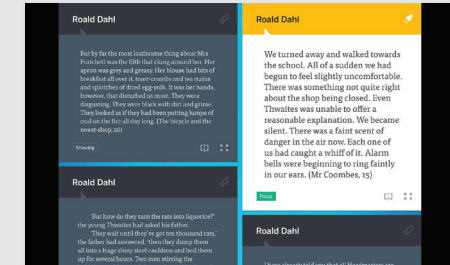 Roald Dahl
But by far the most loathsome thing about Mrs
Pratchett was the filth that clung around her. Her
apron was grey and greasy. Her blouse had bits of
breakfast all over it, toast-crumbs and tea stains
and splotches of dried egg-yolk. It was her hands,
however, that disturbed us most. They were
disgusting. They were black with dirt and grime.
They looked as if they had been putting lumps of
coal on the fire all day long. (The bicycle and the
sweet-shop, 26)
Showing
Roald Dahl
'But how do they turn the rats into liquorice?'
the young Thwaites had asked his father.
'They wait until they've got ten thousand rats,'
the father had answered, 'then they dump them
all into a huge shiny steel cauldron and boil them
up for several hours. Two men stirring the
Roald Dahl
We turned away and walked towards
the school. All of a sudden we had
begun to feel slightly uncomfortable.
There was something not quite right
about the shop being closed. Even
Thwaites was unable to offer a
reasonable explanation. We became
silent. There was a faint scent of
danger in the air now. Each one of
us had caught a whiff of it. Alarm
bells were beginning to ring faintly
in our ears. (Mr Coombes, 15)
Focus
Roald Dahl